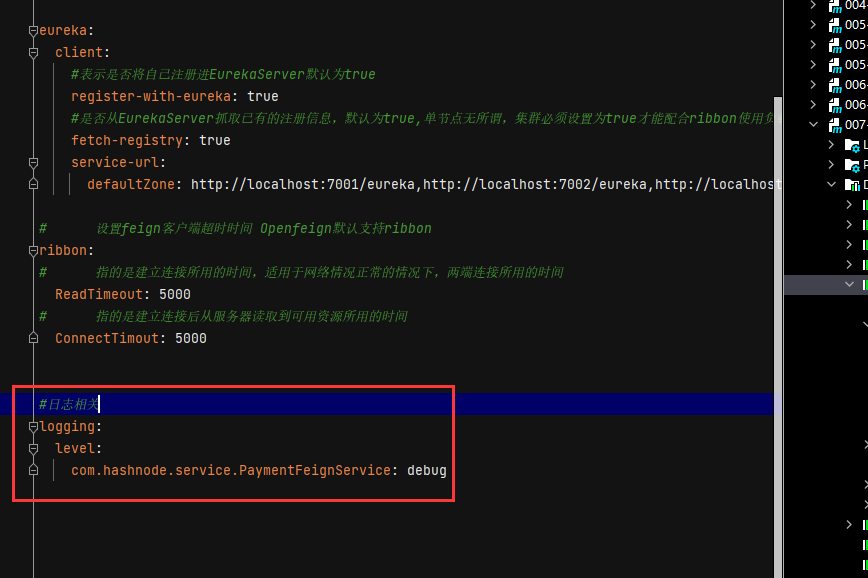 eureka:
client:
#表示是否将自己注册进EurekaServer默认为true
register-with-eureka: true
#是否从EurekaServer抓取已有的注册信息，默认为true,单节点无所谓，集群必须设置为true才能配合ribbon使用负
fetch-registry: true
service-url:
defaultZone: http://localhost:7001/eureka,http://localhost:7002/eureka,http://localhost
# 设置feign客户端超时时间 Openfeign默认支持ribbon
ribbon:
# 指的是建立连接所用的时间，适用于网络情况正常的情况下，两端连接所用的时间
ReadTimeout: 5000
# 指的是建立连接后从服务器读取到可用资源所用的时间
ConnectTimout: 5000
#日志相关
logging:
level:
com.hashnode.service.PaymentFeignService: debug
004-
005-
005-
005-
006-
006-
007-